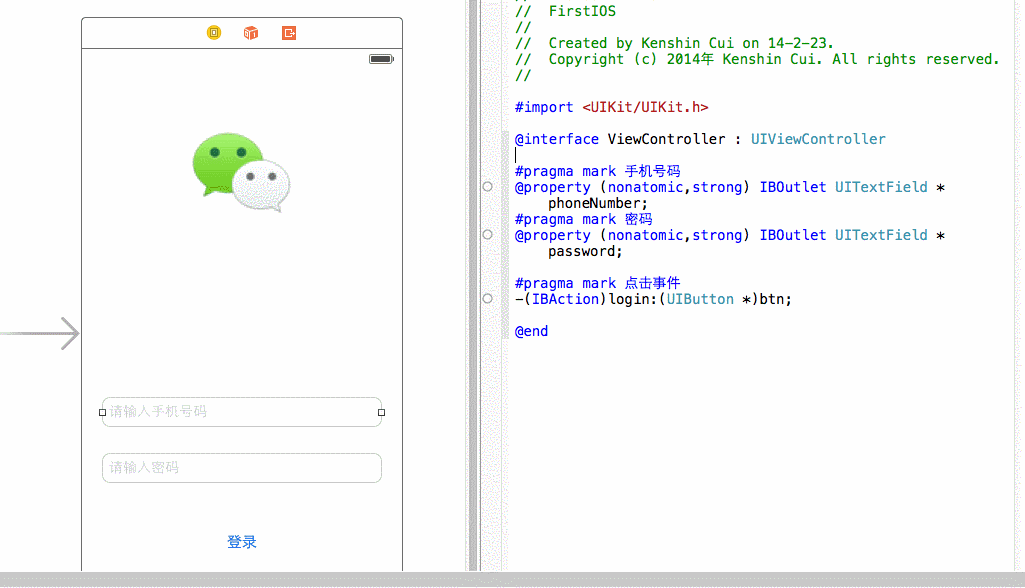 请输入手机号码
请输入密码
登录
//  FirstIOS
//
//  Created by Kenshin Cui on 14-2-23.
//  Copyright (c) 2014年 Kenshin Cui. All rights reserved.
//
#import <UIKit/UIKit.h>
@interface ViewController : UIViewController
#pragma mark 手机号码
@property (nonatomic,strong) IBOutlet UITextField *
phoneNumber;
#pragma mark 密码
@property (nonatomic,strong) IBOutlet UITextField *
password;
#pragma mark 点击事件
-(IBAction)login:(UIButton *)btn;
@end